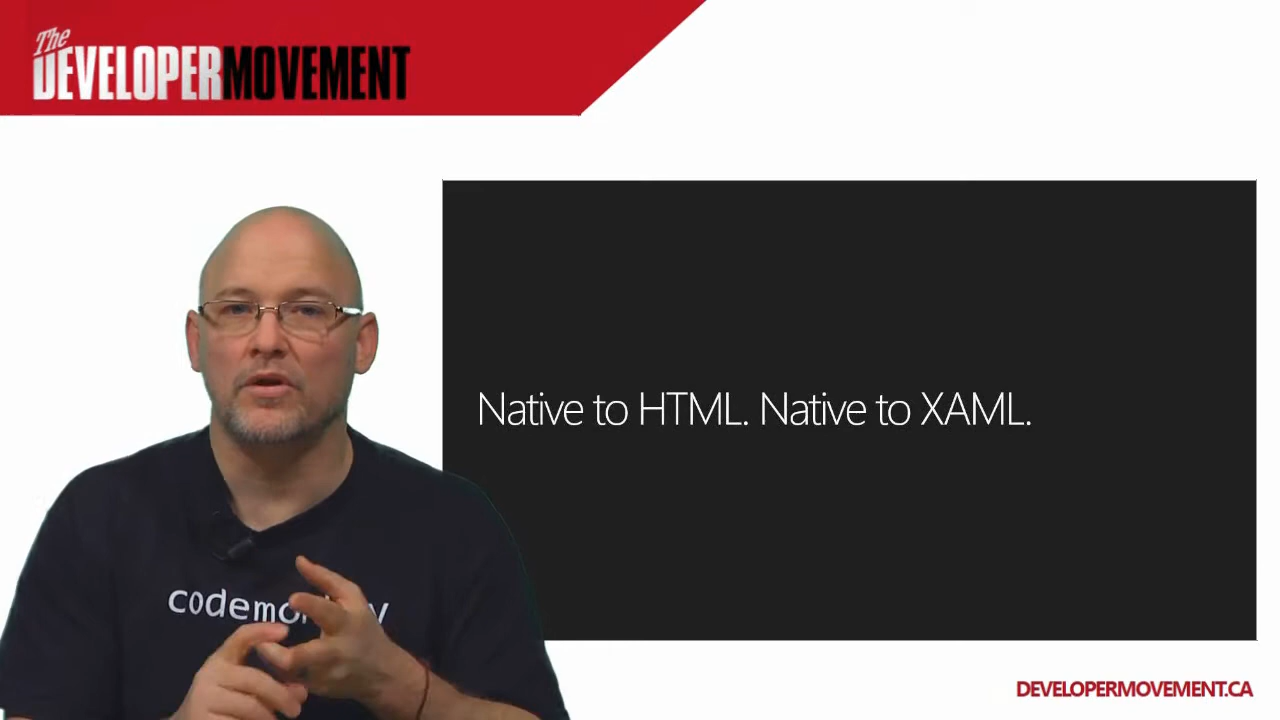 The
DEVELOPERMOVEMENT
Native to HTML. Native to XAML.
DEVELOPERMOVEMENT.CA